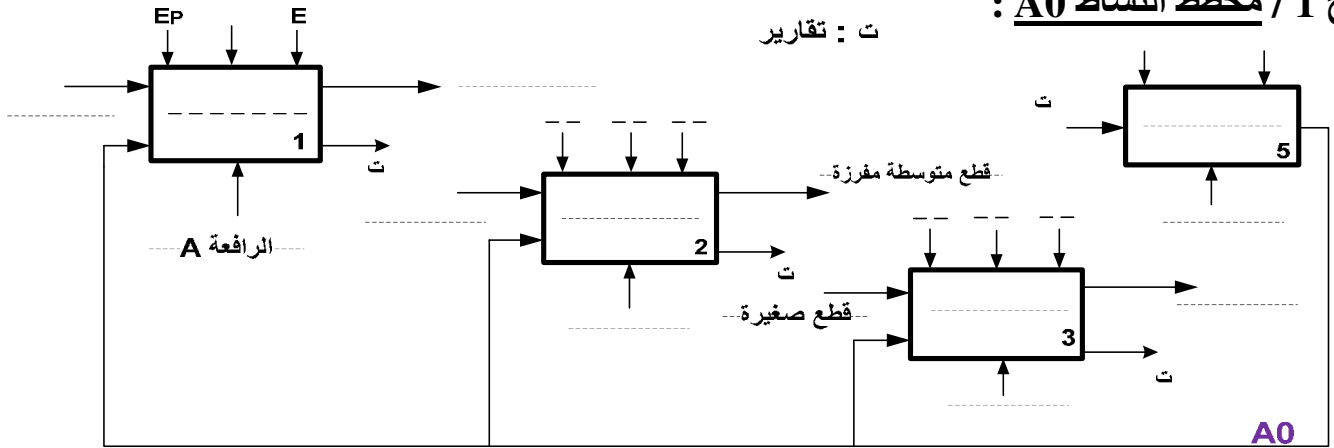 ج 1 / مخطط النشاط A0 :
ت : تقارير
EP
E
1
ت
الرافعة A
قطع متوسطة مفرزة
2
ت
قطع صغيرة
3
ت
ت
5
A0